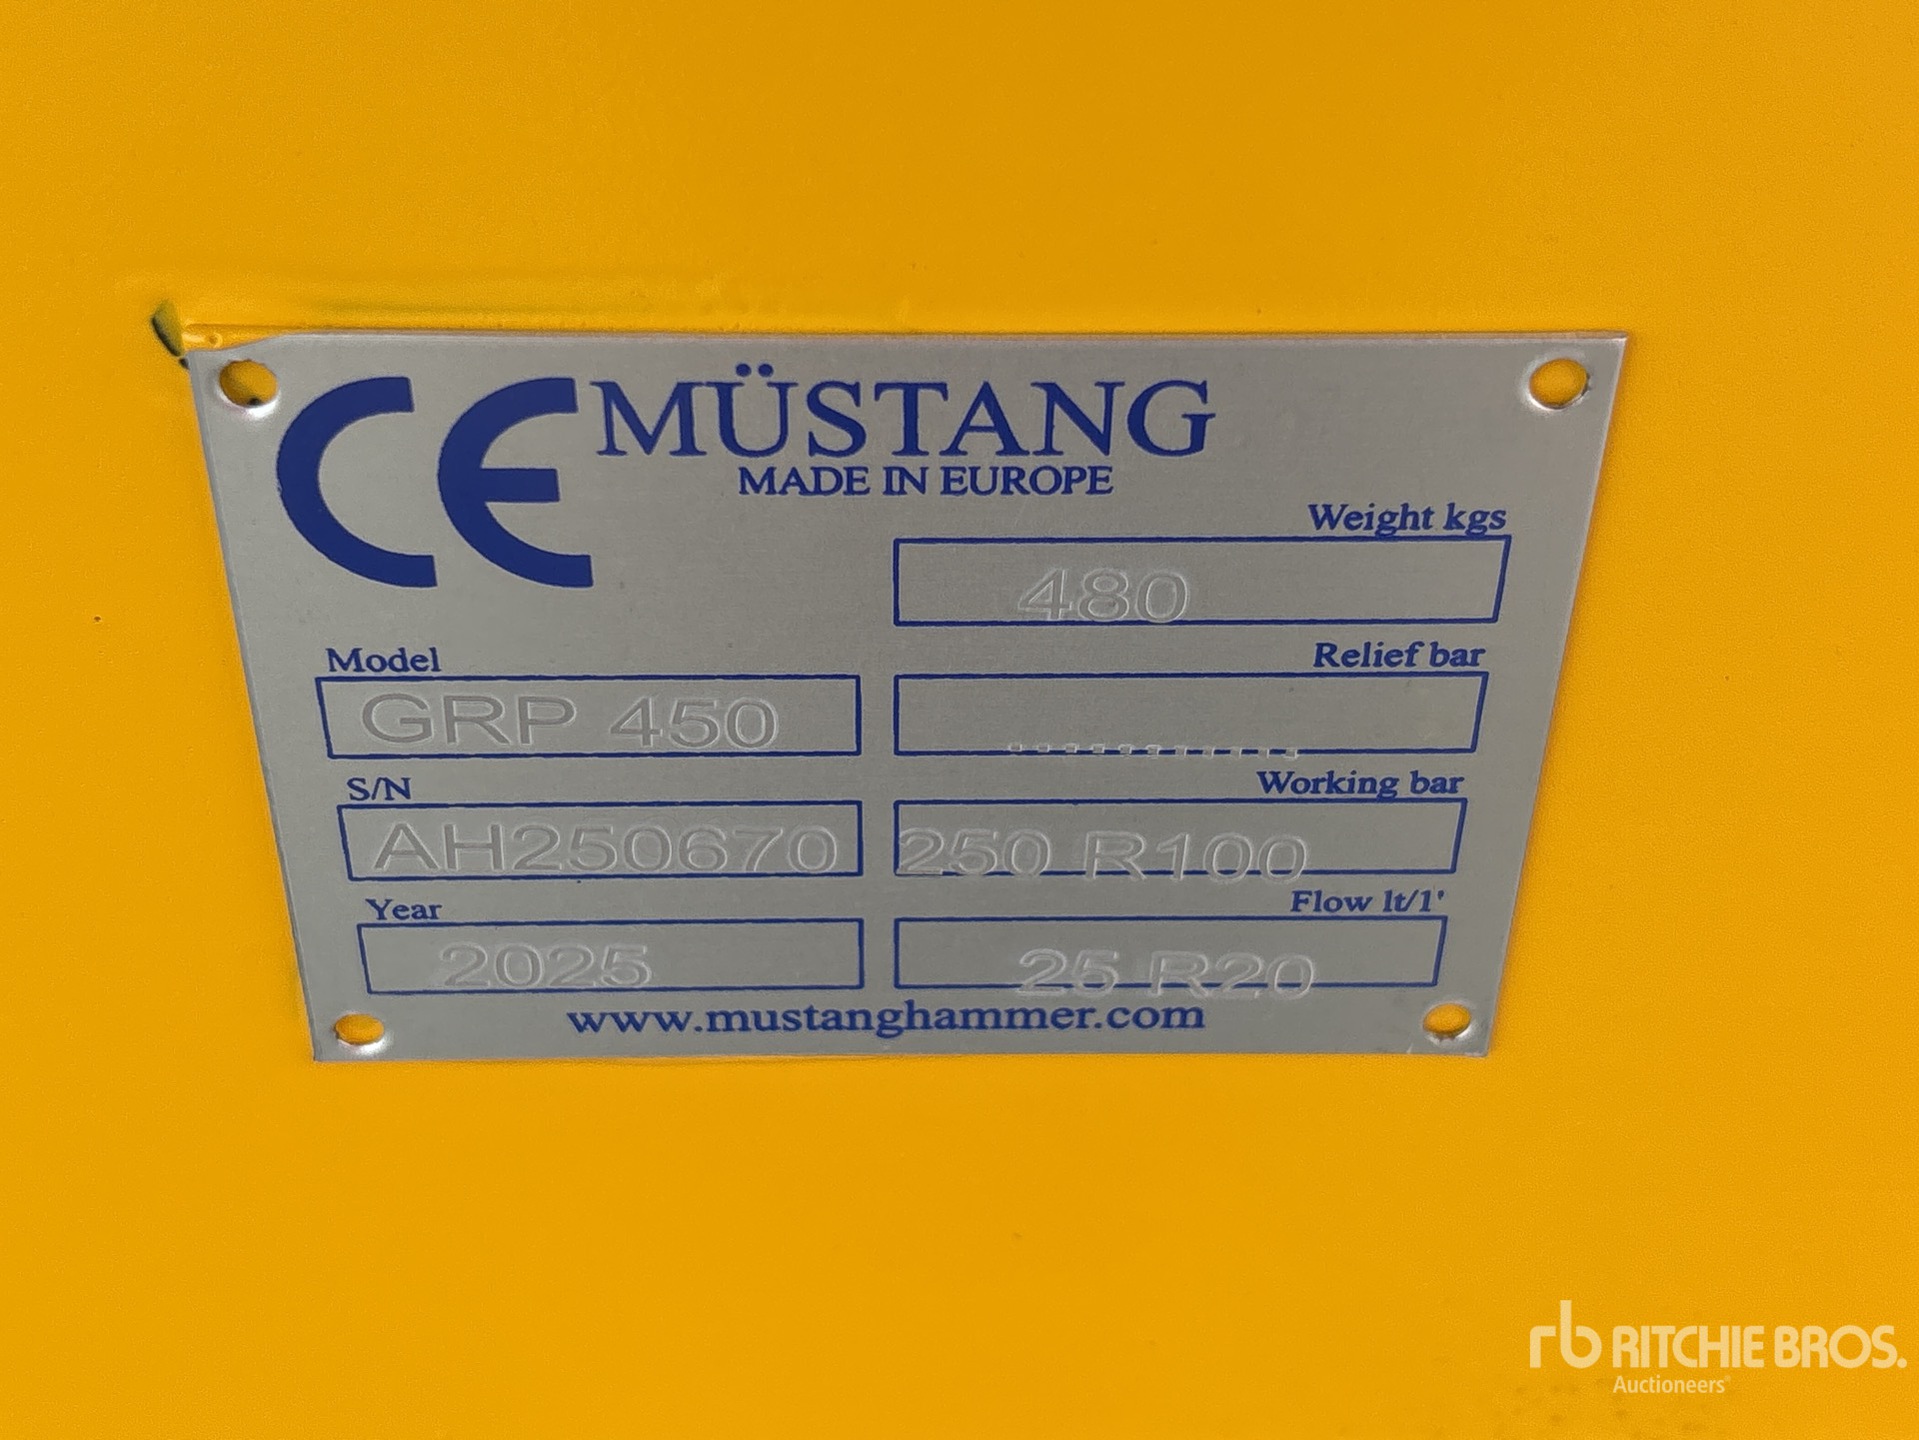 CE MÜSTANG
MADE IN EUROPE
Weight kgs
480
Model
GRP 450
Relief bar
............
S/N
AH250670
Working bar
250 R100
Year
2025
Flow lt/1'
25 R20
www.mustanghammer.com
rb RITCHIE BROS.
Auctioneers